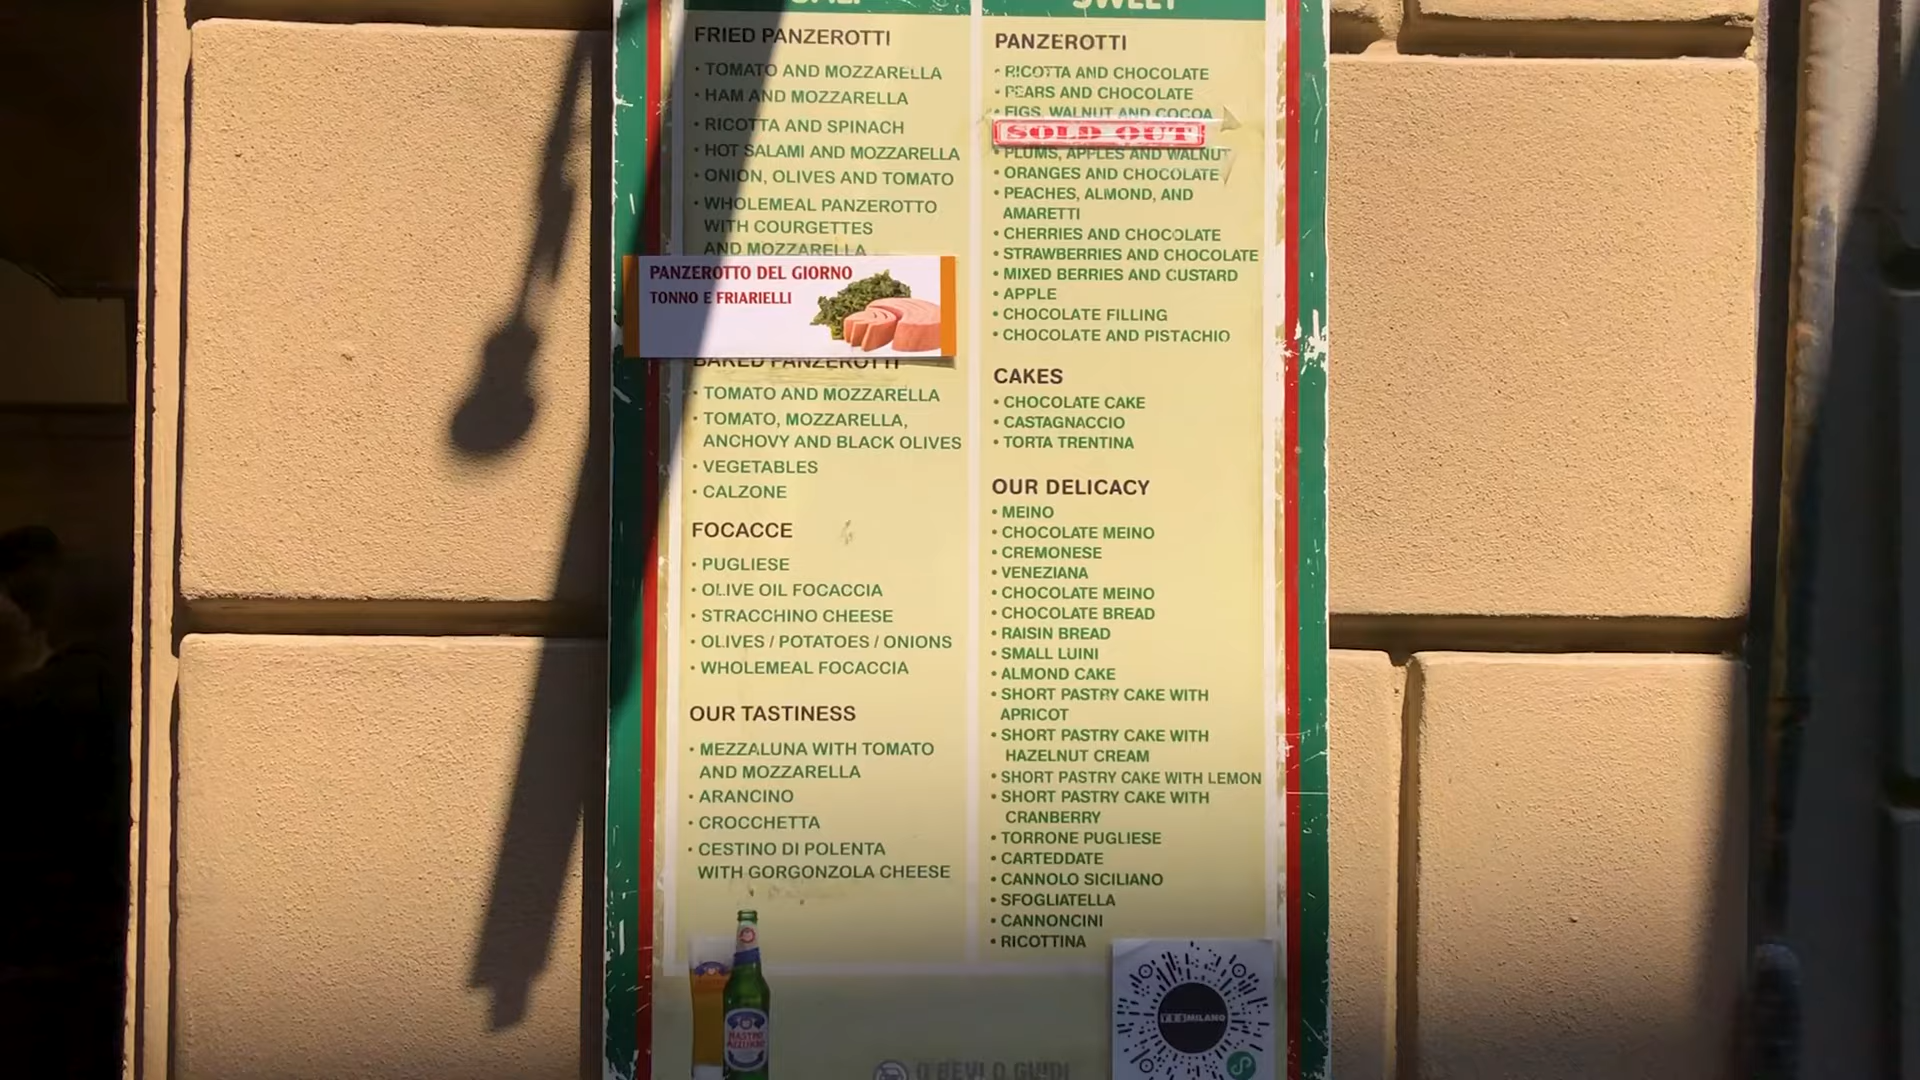 SWEET
FRIED PANZEROTTI
• TOMATO AND MOZZARELLA
• HAM AND MOZZARELLA
• RICOTTA AND SPINACH
• HOT SALAMI AND MOZZARELLA
• ONION, OLIVES AND TOMATO
• WHOLEMEAL PANZEROTTO
WITH COURGETTES
AND MOZZARELLA
PANZEROTTO DEL GIORNO
TONNO E FRIARIELLI
BAKED PANZEROTTI
• TOMATO AND MOZZARELLA
• TOMATO, MOZZARELLA,
ANCHOVY AND BLACK OLIVES
• VEGETABLES
• CALZONE
FOCACCE
• PUGLIESE
• OLIVE OIL FOCACCIA
• STRACCHINO CHEESE
• OLIVES / POTATOES / ONIONS
• WHOLEMEAL FOCACCIA
OUR TASTINESS
• MEZZALUNA WITH TOMATO
AND MOZZARELLA
• ARANCINO
• CROCCHETTA
• CESTINO DI POLENTA
WITH GORGONZOLA CHEESE
NASTRO
AZZURRO
PANZEROTTI
• RICOTTA AND CHOCOLATE
• PEARS AND CHOCOLATE
• FIGS, WALNUT AND COCOA
SOLD OUT
• PLUMS, APPLES AND WALNUT
• ORANGES AND CHOCOLATE
• PEACHES, ALMOND, AND
AMARETTI
• CHERRIES AND CHOCOLATE
• STRAWBERRIES AND CHOCOLATE
• MIXED BERRIES AND CUSTARD
• APPLE
• CHOCOLATE FILLING
• CHOCOLATE AND PISTACHIO
CAKES
• CHOCOLATE CAKE
• CASTAGNACCIO
• TORTA TRENTINA
OUR DELICACY
• MEINO
• CHOCOLATE MEINO
• CREMONESE
• VENEZIANA
• CHOCOLATE MEINO
• CHOCOLATE BREAD
• RAISIN BREAD
• SMALL LUINI
• ALMOND CAKE
• SHORT PASTRY CAKE WITH
APRICOT
• SHORT PASTRY CAKE WITH
HAZELNUT CREAM
• SHORT PASTRY CAKE WITH LEMON
• SHORT PASTRY CAKE WITH
CRANBERRY
• TORRONE PUGLIESE
• CARTEDDATE
• CANNOLO SICILIANO
• SFOGLIATELLA
• CANNONCINI
• RICOTTINA
YESMILANO
O BEVI O GUIDI